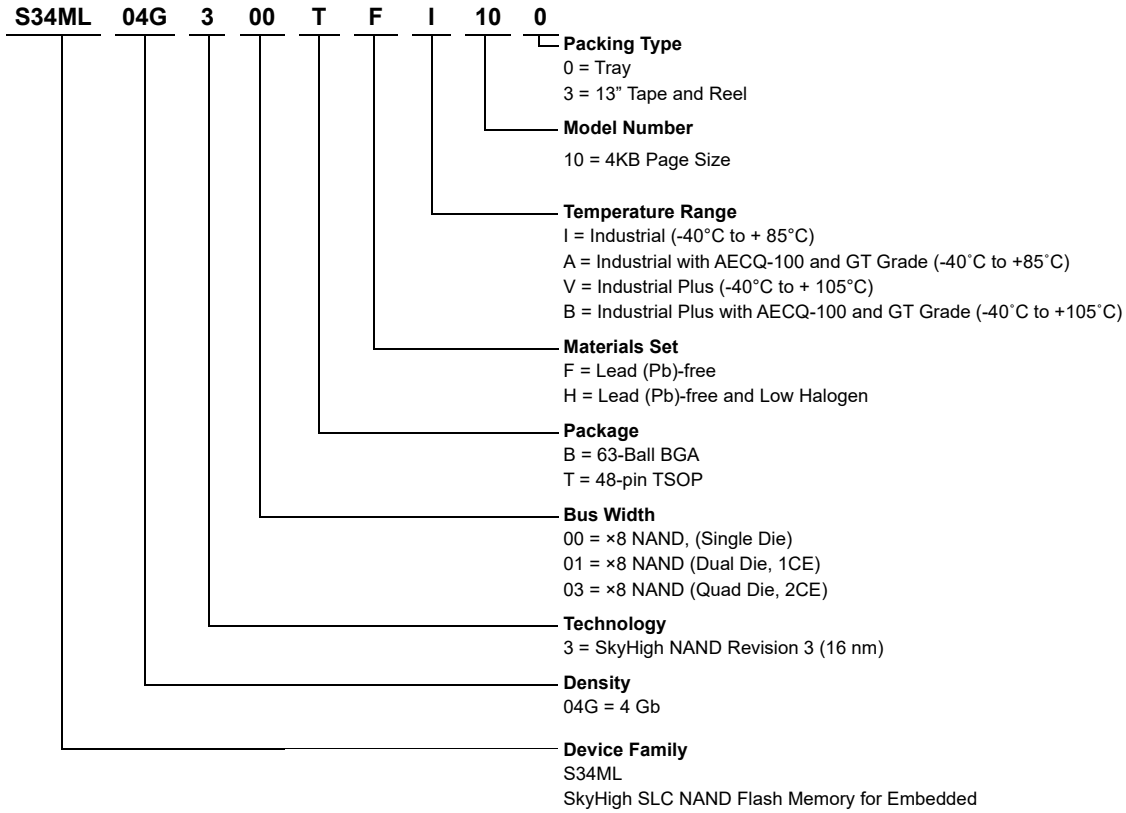 S34ML 04G 3 00 T F I 10 0
Packing Type
0 = Tray
3 = 13” Tape and Reel
Model Number
10 = 4KB Page Size
Temperature Range
I = Industrial (-40°C to + 85°C)
A = Industrial with AECQ-100 and GT Grade (-40˚C to +85˚C)
V = Industrial Plus (-40°C to + 105°C)
B = Industrial Plus with AECQ-100 and GT Grade (-40˚C to +105˚C)
Materials Set
F = Lead (Pb)-free
H = Lead (Pb)-free and Low Halogen
Package
B = 63-Ball BGA
T = 48-pin TSOP
Bus Width
00 = ×8 NAND, (Single Die)
01 = ×8 NAND (Dual Die, 1CE)
03 = ×8 NAND (Quad Die, 2CE)
Technology
3 = SkyHigh NAND Revision 3 (16 nm)
Density
04G = 4 Gb
Device Family
S34ML
SkyHigh SLC NAND Flash Memory for Embedded